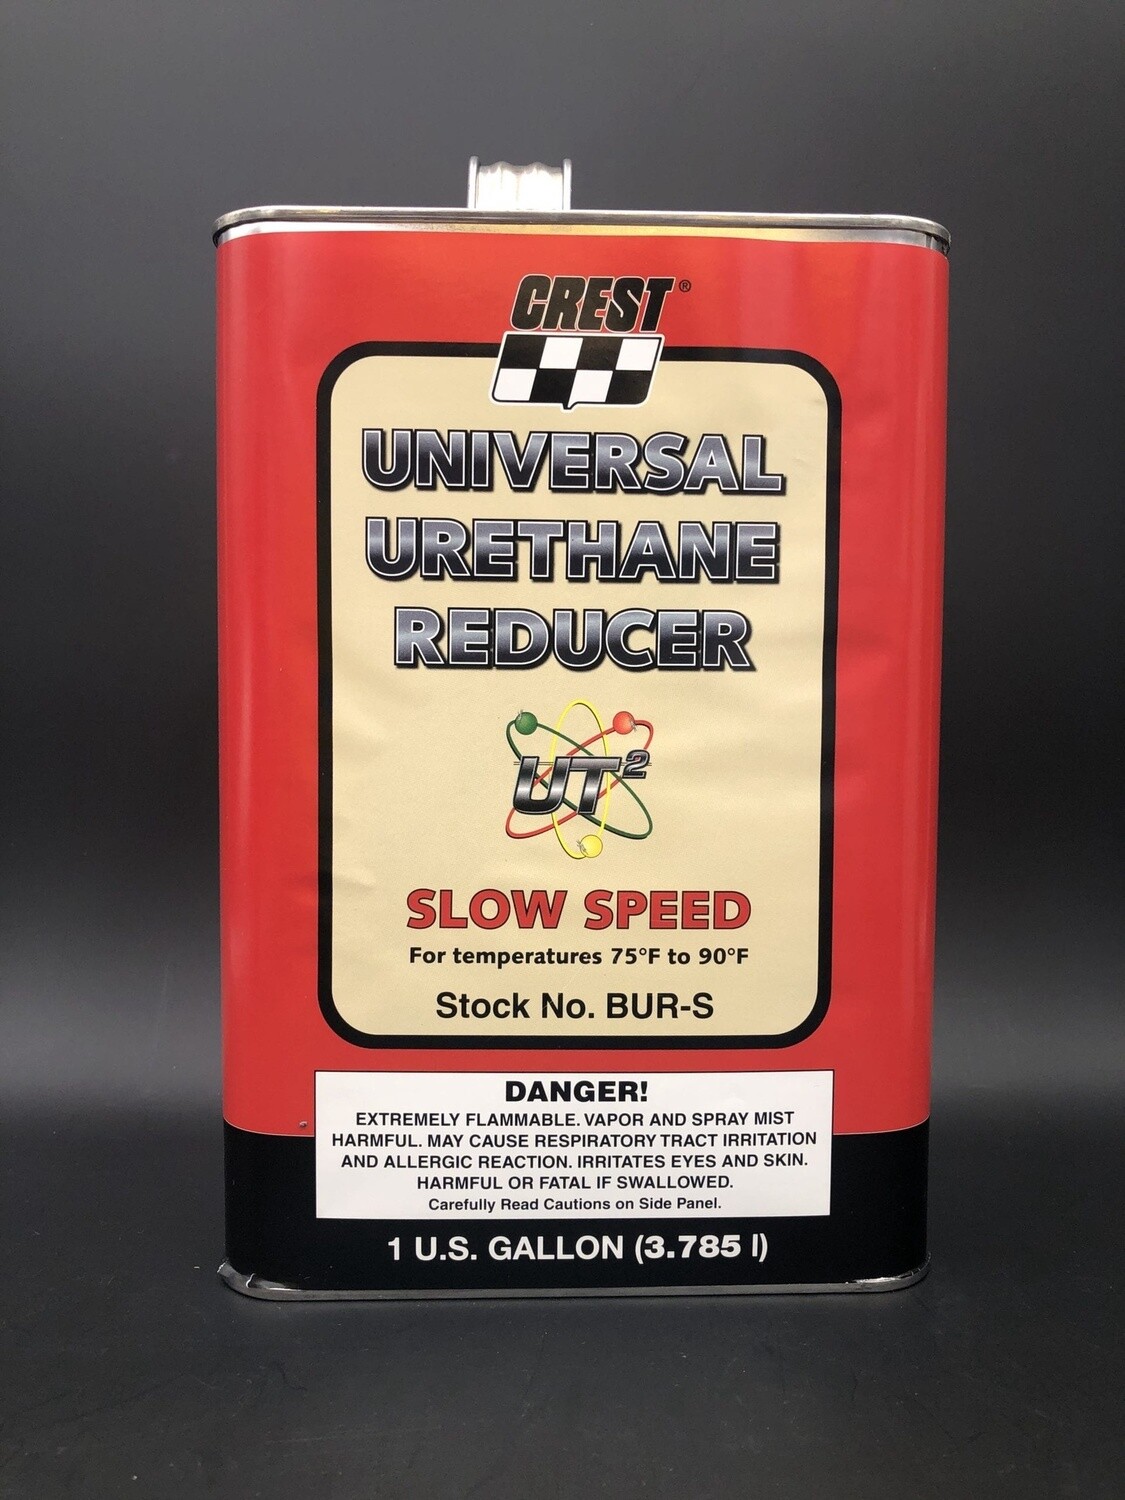 CREST®
UNIVERSAL
URETHANE
REDUCER
UT²
SLOW SPEED
For temperatures 75°F to 90°F
Stock No. BUR-S
DANGER!
EXTREMELY FLAMMABLE. VAPOR AND SPRAY MIST
HARMFUL. MAY CAUSE RESPIRATORY TRACT IRRITATION
AND ALLERGIC REACTION. IRRITATES EYES AND SKIN.
HARMFUL OR FATAL IF SWALLOWED.
Carefully Read Cautions on Side Panel.
1 U.S. GALLON (3.785 l)